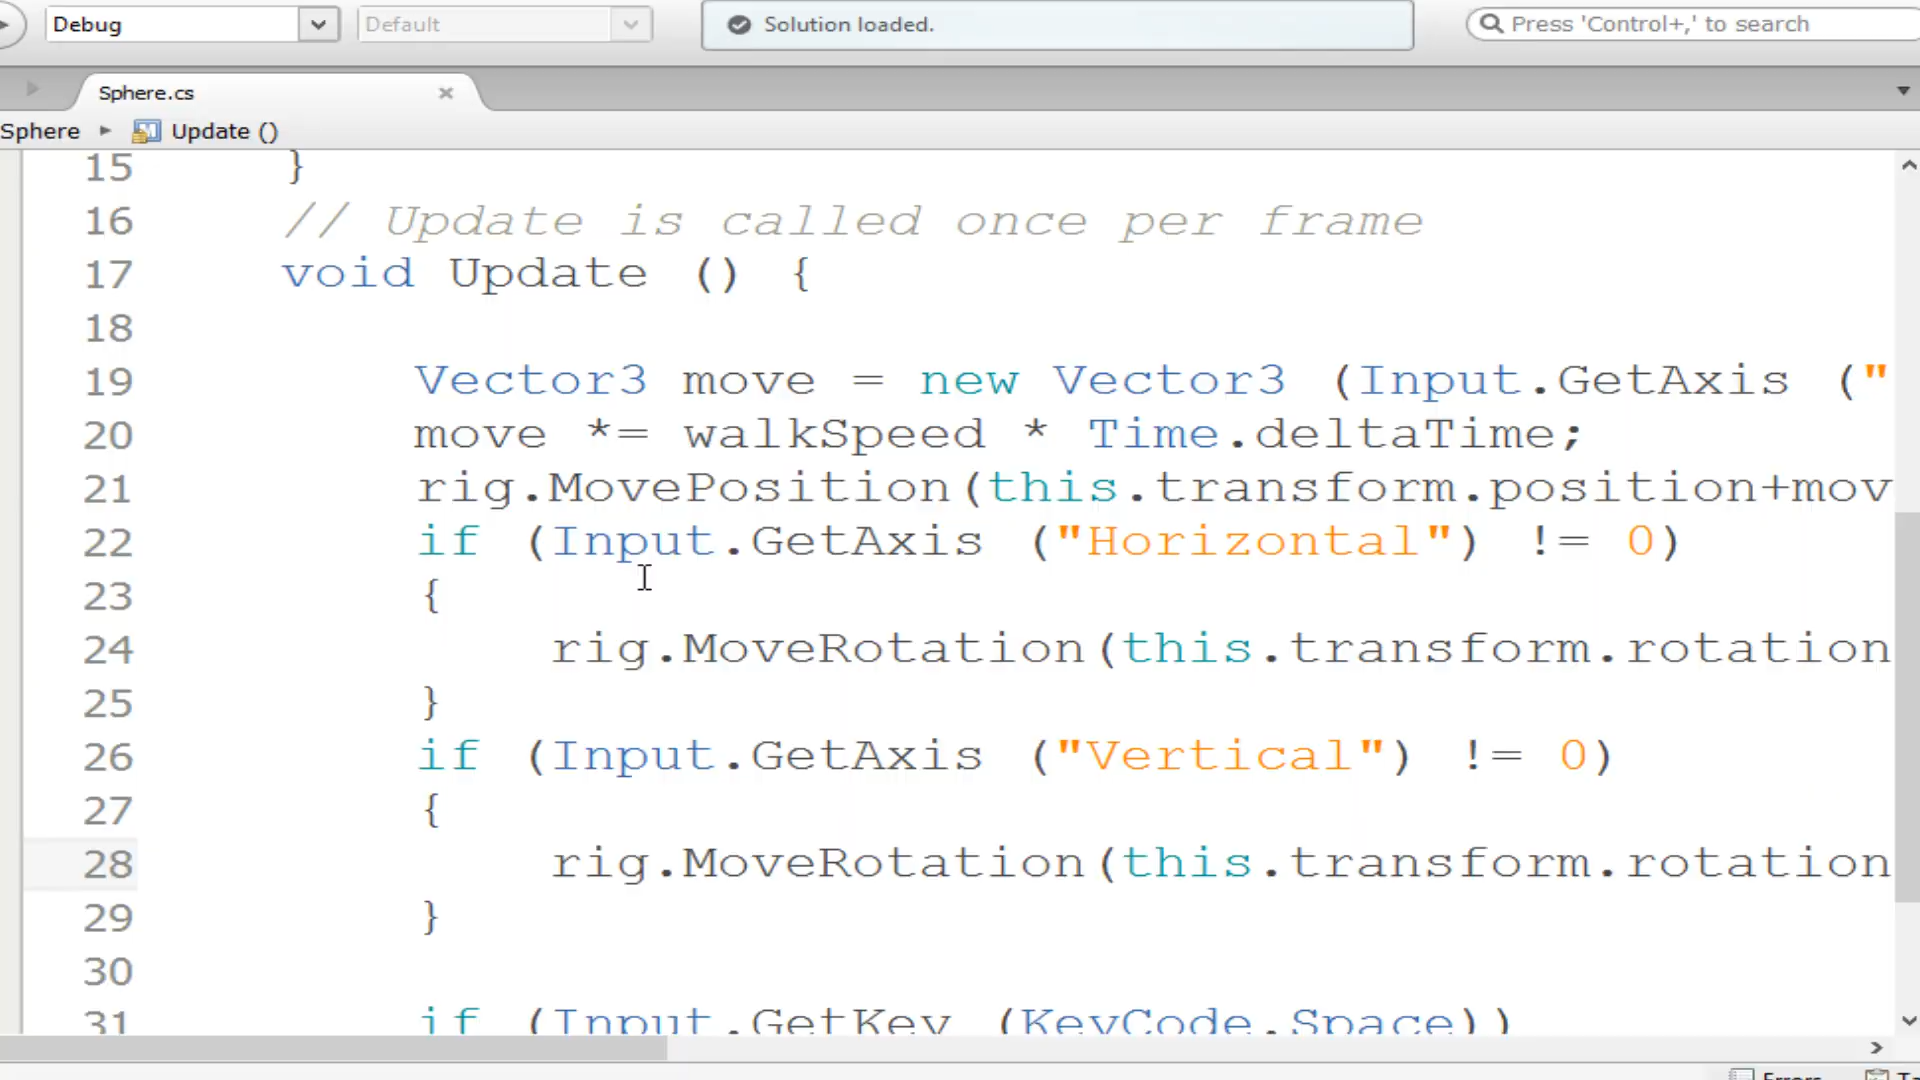 Debug
Default
Solution loaded.
Press 'Control+,' to search
Sphere.cs
Sphere
Update ()
15 }
16 // Update is called once per frame
17 void Update () {
18
19 Vector3 move = new Vector3 (Input.GetAxis ("
20 move *= walkSpeed * Time.deltaTime;
21 rig.MovePosition(this.transform.position+mov
22 if (Input.GetAxis ("Horizontal") != 0)
23 {
24 rig.MoveRotation(this.transform.rotation
25 }
26 if (Input.GetAxis ("Vertical") != 0)
27 {
28 rig.MoveRotation(this.transform.rotation
29 }
30
31 if (Input.GetKey (KeyCode.Space))
Errors